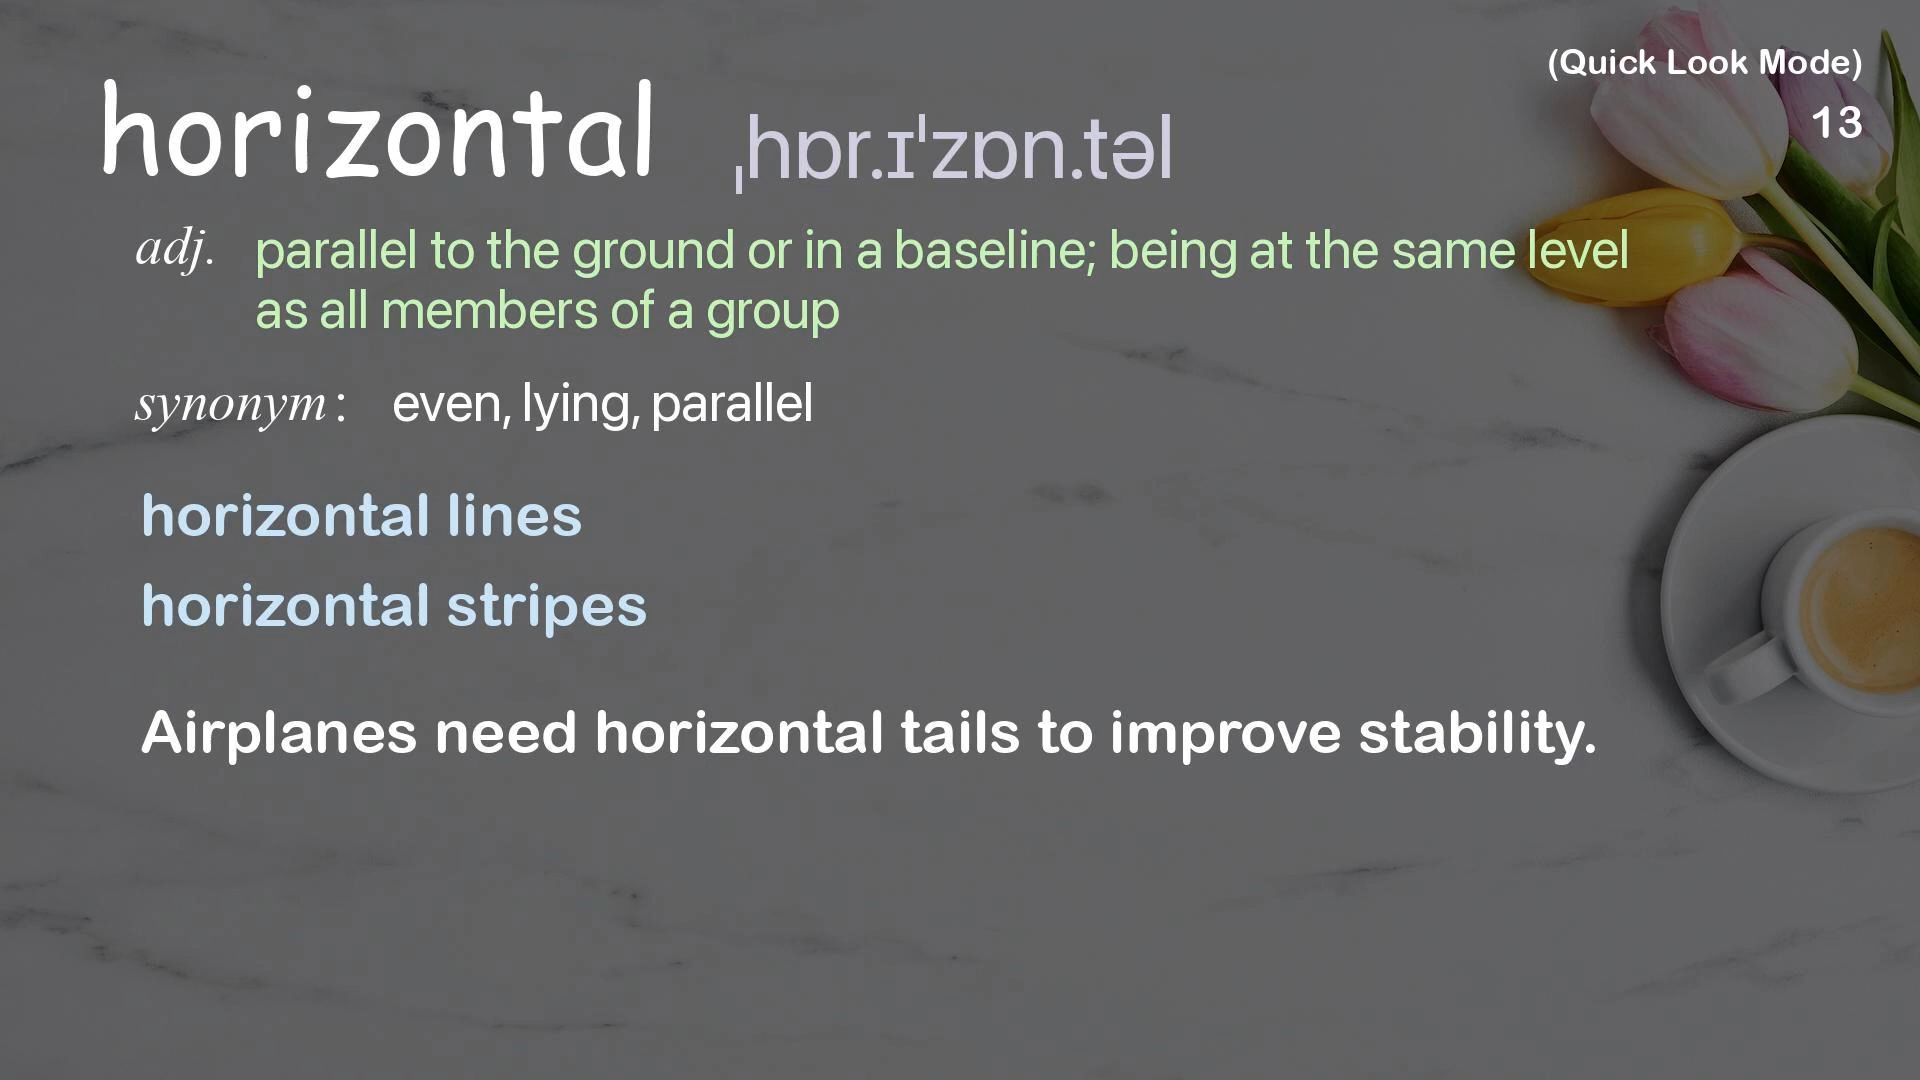 (Quick Look Mode)
13
horizontal ˌhɒr.ɪˈzɒn.təl
adj. parallel to the ground or in a baseline; being at the same level
as all members of a group
synonym: even, lying, parallel
horizontal lines
horizontal stripes
Airplanes need horizontal tails to improve stability.